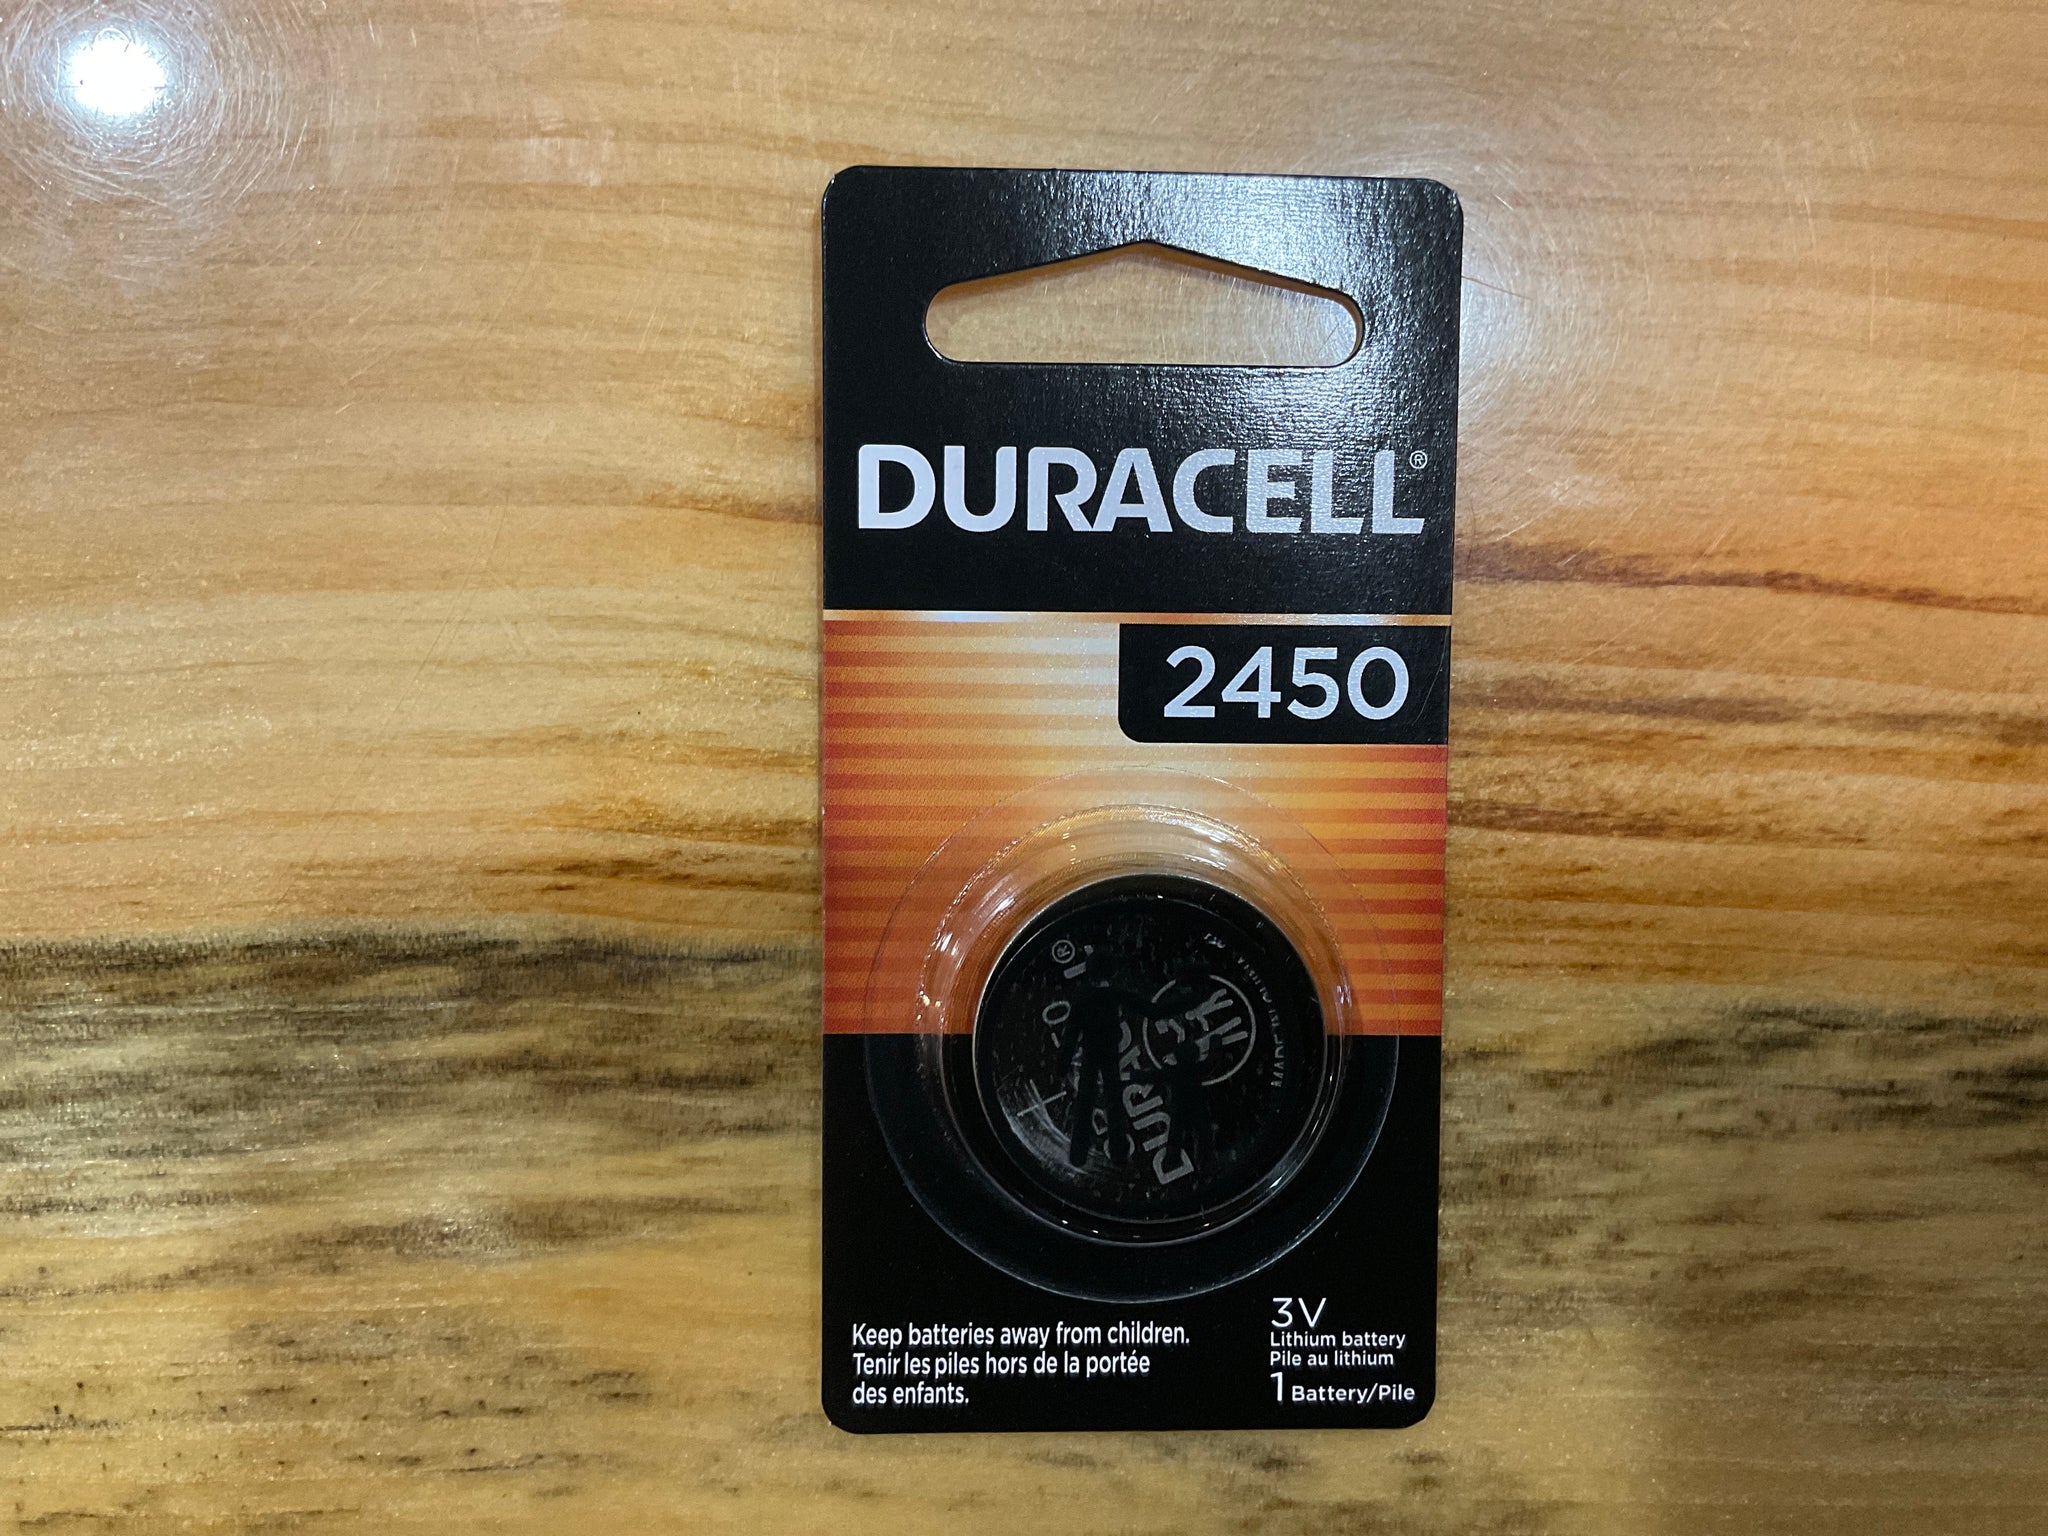 DURACELL®
2450
Keep batteries away from children.
Tenir les piles hors de la portée
des enfants.
3V
Lithium battery
Pile au lithium
1 Battery/Pile